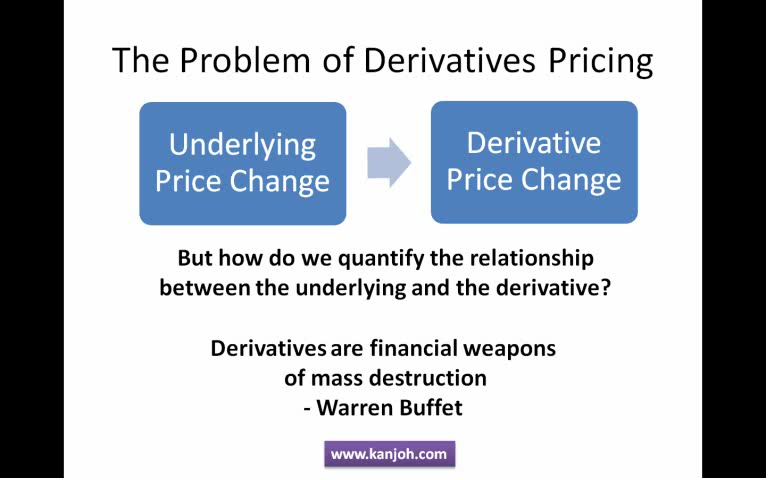 The Problem of Derivatives Pricing
Underlying
Price Change
Derivative
Price Change
But how do we quantify the relationship
between the underlying and the derivative?
Derivatives are financial weapons
of mass destruction
- Warren Buffet
www.kanjoh.com